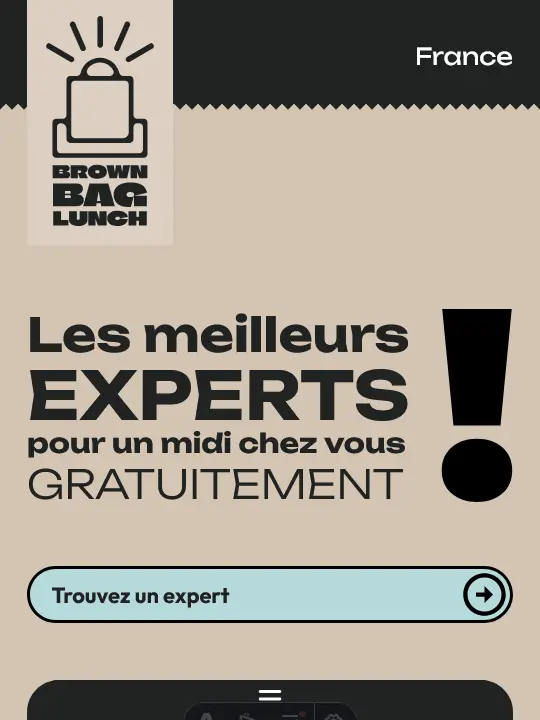 France
BROWN
BAG
LUNCH
Les meilleurs
EXPERTS
pour un midi chez vous
GRATUITEMENT
!
Trouvez un expert